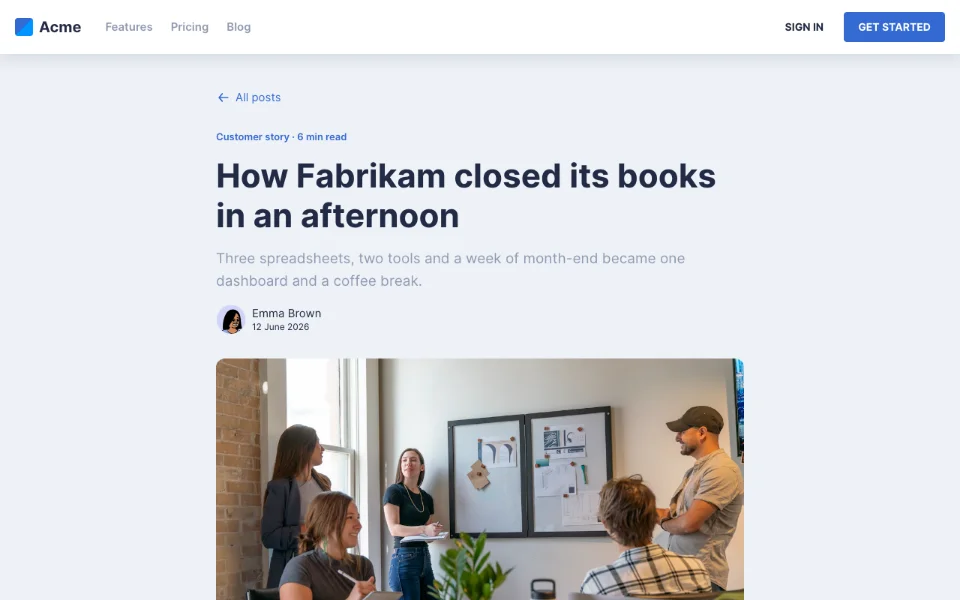 Acme
Features
Pricing
Blog
SIGN IN
GET STARTED
← All posts
Customer story · 6 min read
How Fabrikam closed its books
in an afternoon
Three spreadsheets, two tools and a week of month-end became one
dashboard and a coffee break.
Emma Brown
12 June 2026